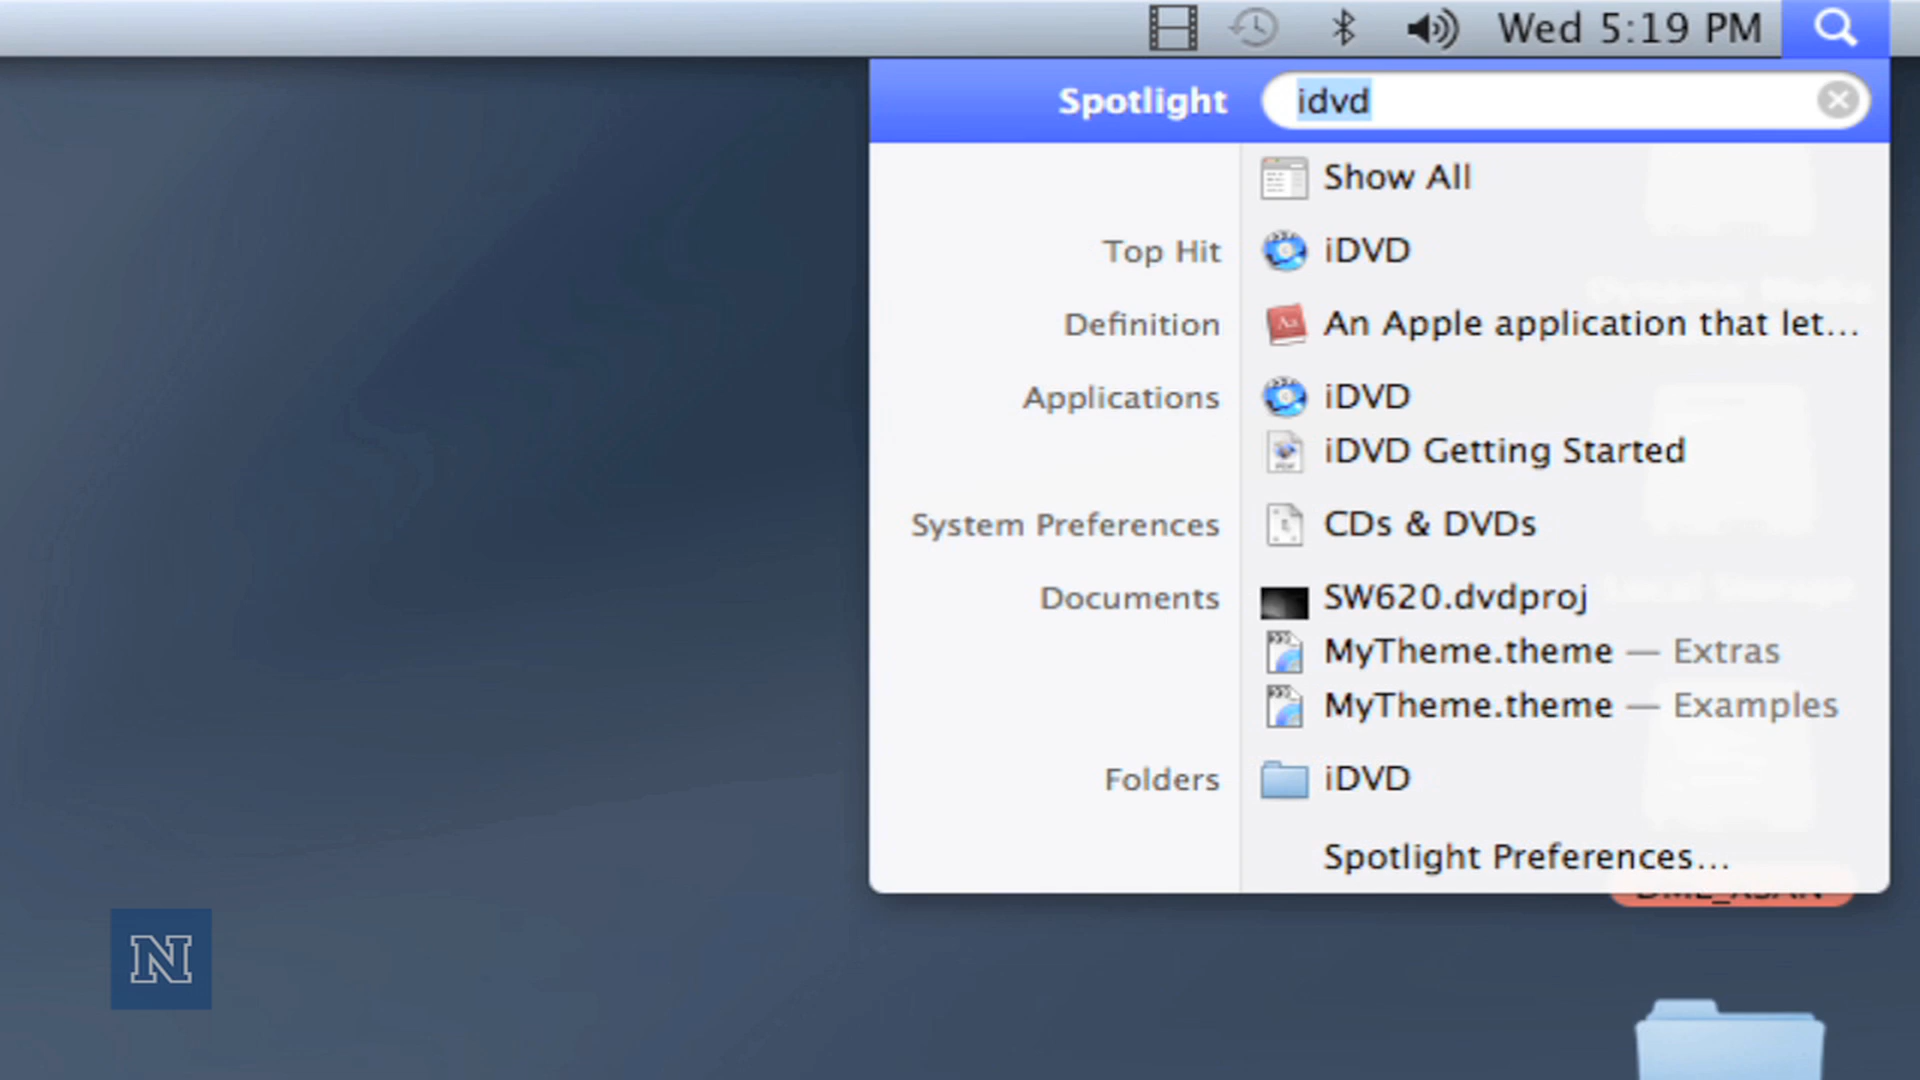 Wed 5:19 PM
Spotlight idvd
Show All
Top Hit iDVD
Definition An Apple application that let...
Applications iDVD
iDVD Getting Started
System Preferences CDs & DVDs
Documents SW620.dvdproj
MyTheme.theme — Extras
MyTheme.theme — Examples
Folders iDVD
Spotlight Preferences...
N